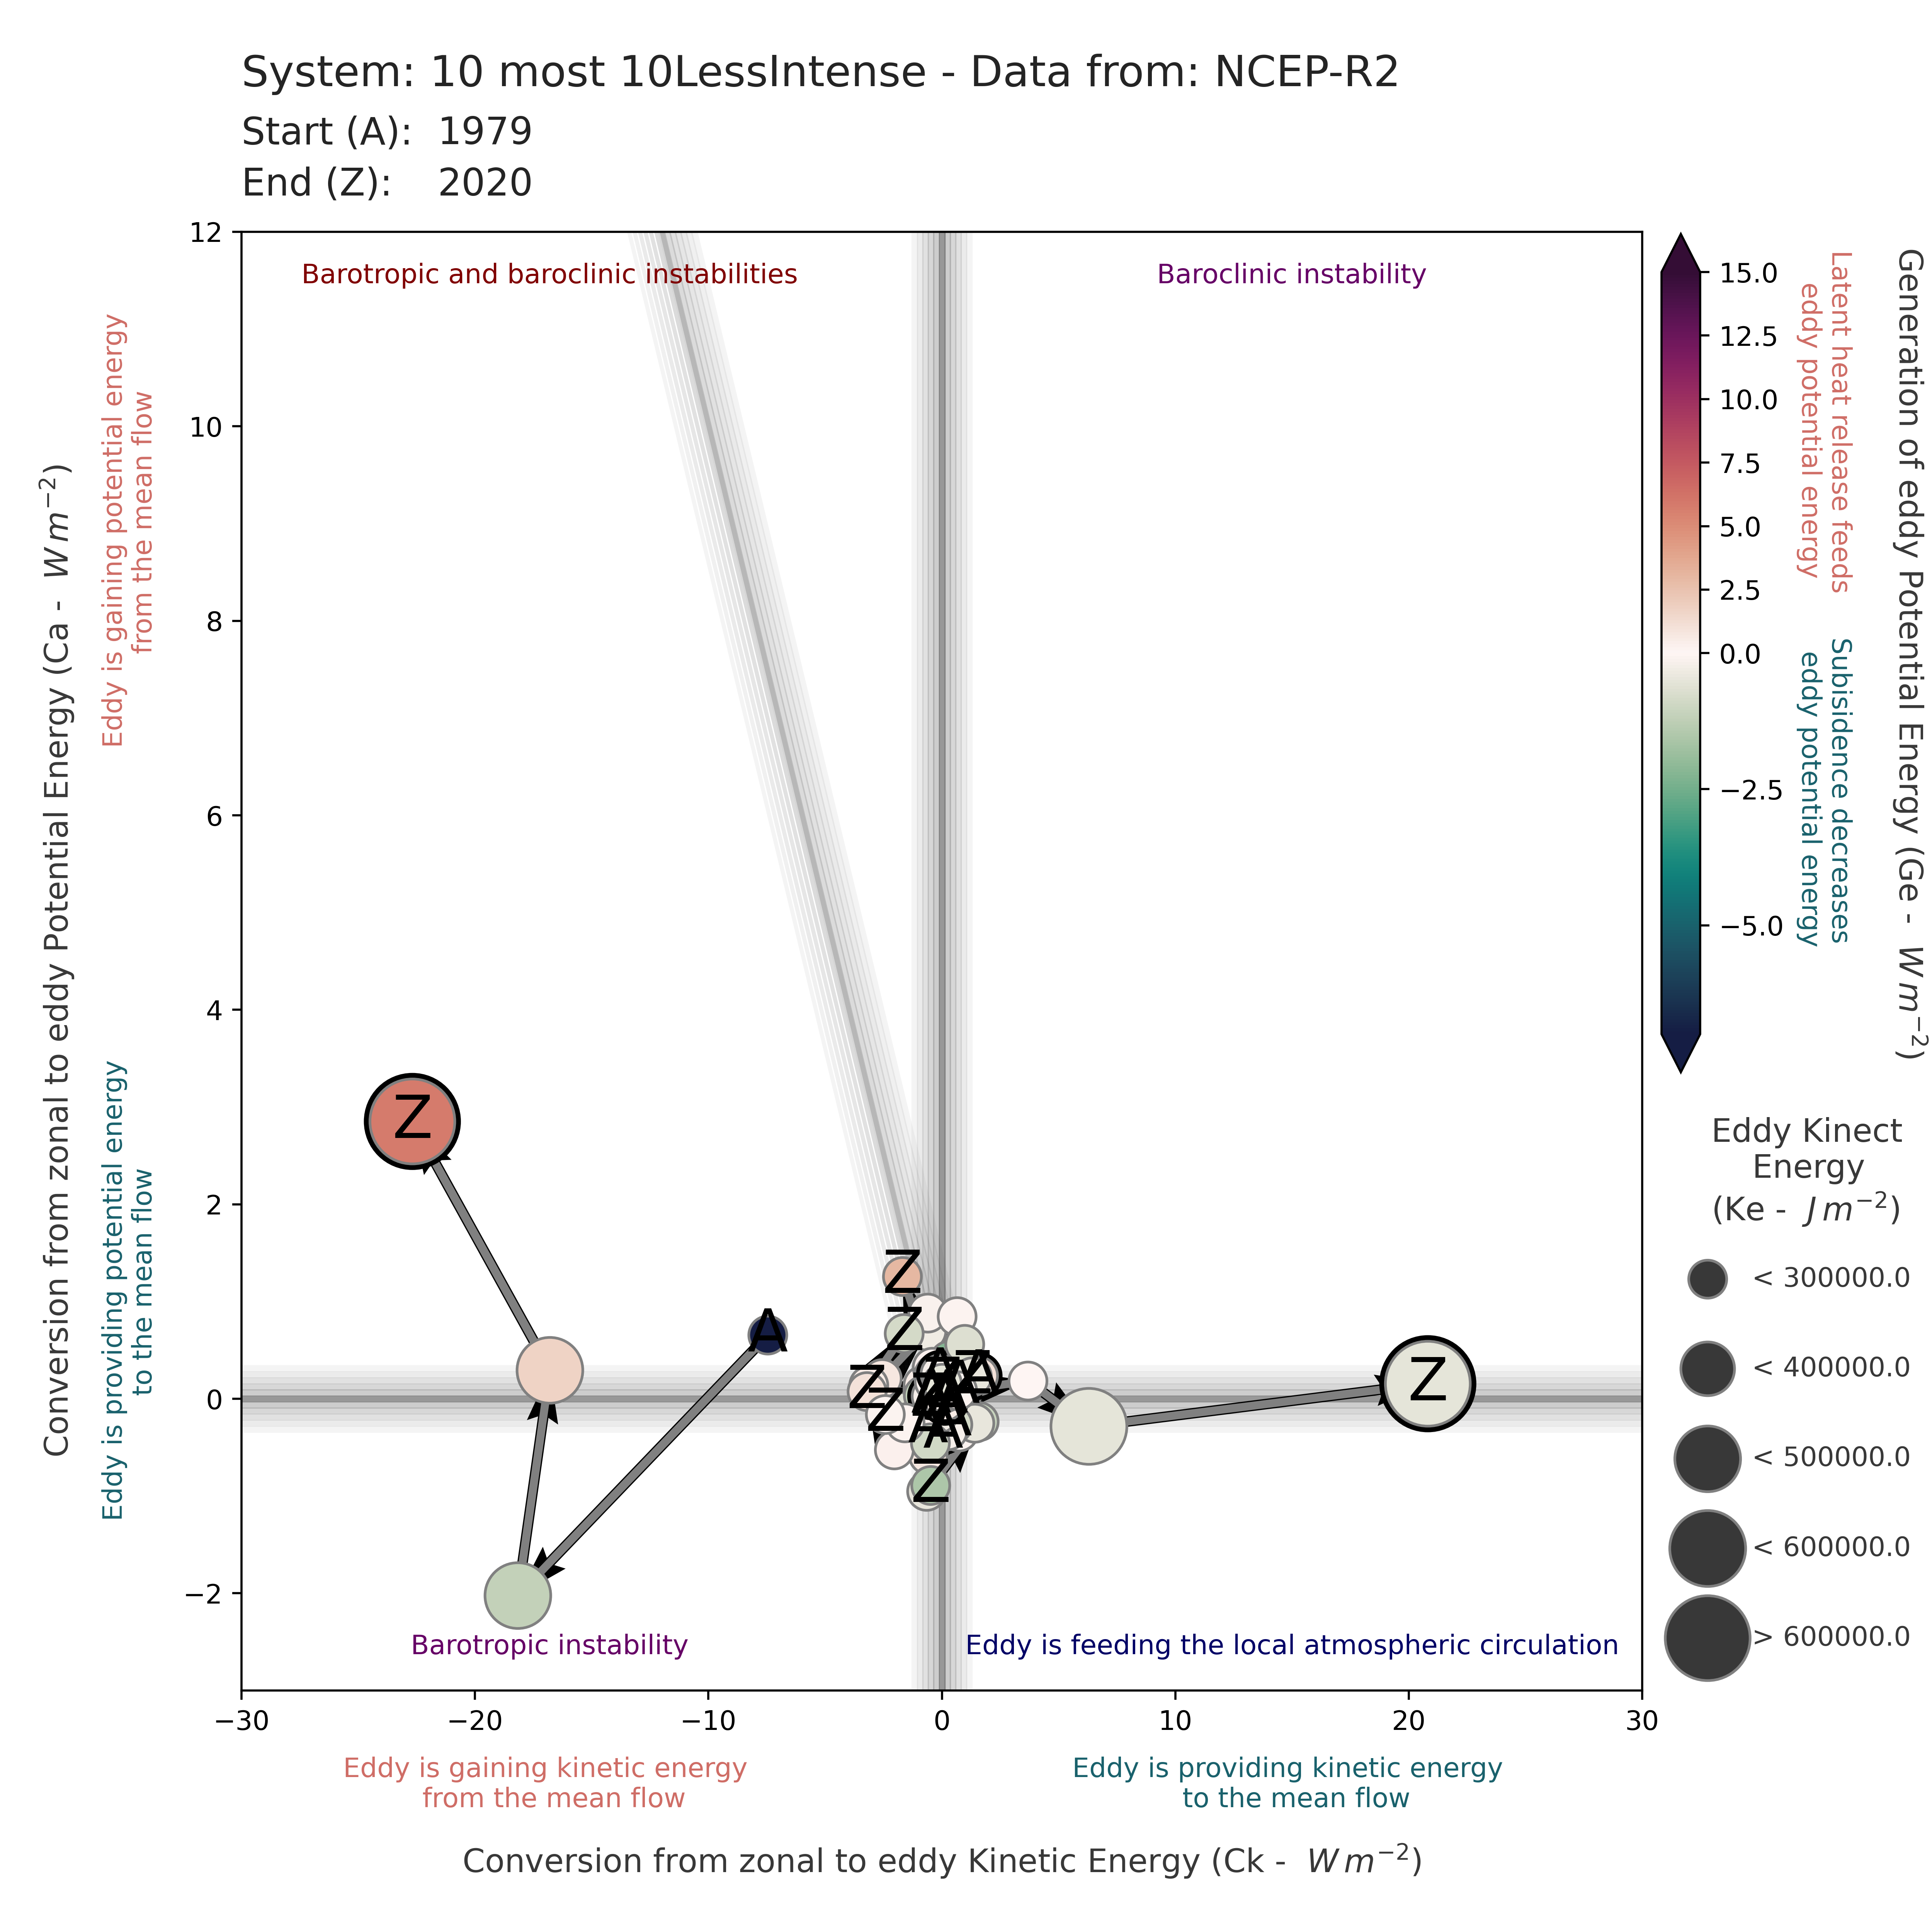 System: 10 most 10LessIntense - Data from: NCEP-R2
Start (A): 1979
End (Z): 2020
Conversion from zonal to eddy Potential Energy (Ca - W m⁻²)
Eddy is gaining potential energy
from the mean flow
Eddy is providing potential energy
to the mean flow
12
10
8
6
4
2
0
−2
Barotropic and baroclinic instabilities
Baroclinic instability
Z
A
Z
Z
Z
Z
Z
A
A
A
A
Z
Z
Barotropic instability
Eddy is feeding the local atmospheric circulation
−30
−20
−10
0
10
20
30
Eddy is gaining kinetic energy
from the mean flow
Eddy is providing kinetic energy
to the mean flow
Conversion from zonal to eddy Kinetic Energy (Ck - W m⁻²)
15.0
12.5
10.0
7.5
5.0
2.5
0.0
−2.5
−5.0
Latent heat release feeds
eddy potential energy
Subisidence decreases
eddy potential energy
Generation of eddy Potential Energy (Ge - W m⁻²)
Eddy Kinect
Energy
(Ke - J m⁻²)
< 300000.0
< 400000.0
< 500000.0
< 600000.0
> 600000.0